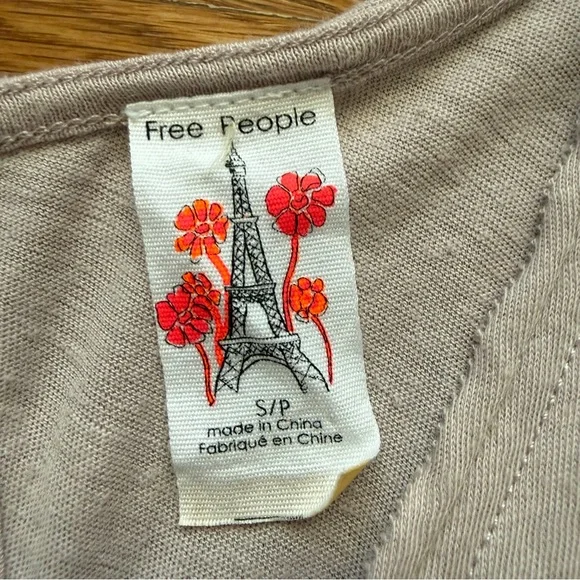 Free People
S/P
made in China
Fabriqué en Chine